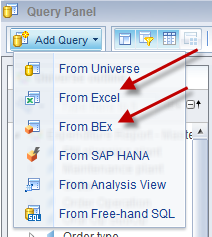 Query Panel
Add Query
From Universe
From Excel
From BEx
From SAP HANA
From Analysis View
From Free-hand SQL
Order type